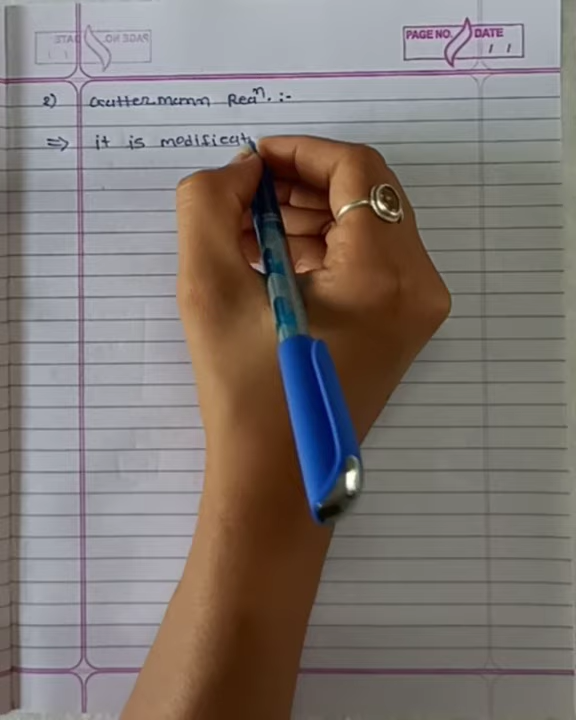 PAGE NO. DATE
/ /
2) Gattermann Reaⁿ. :-
⇒ it is modificat